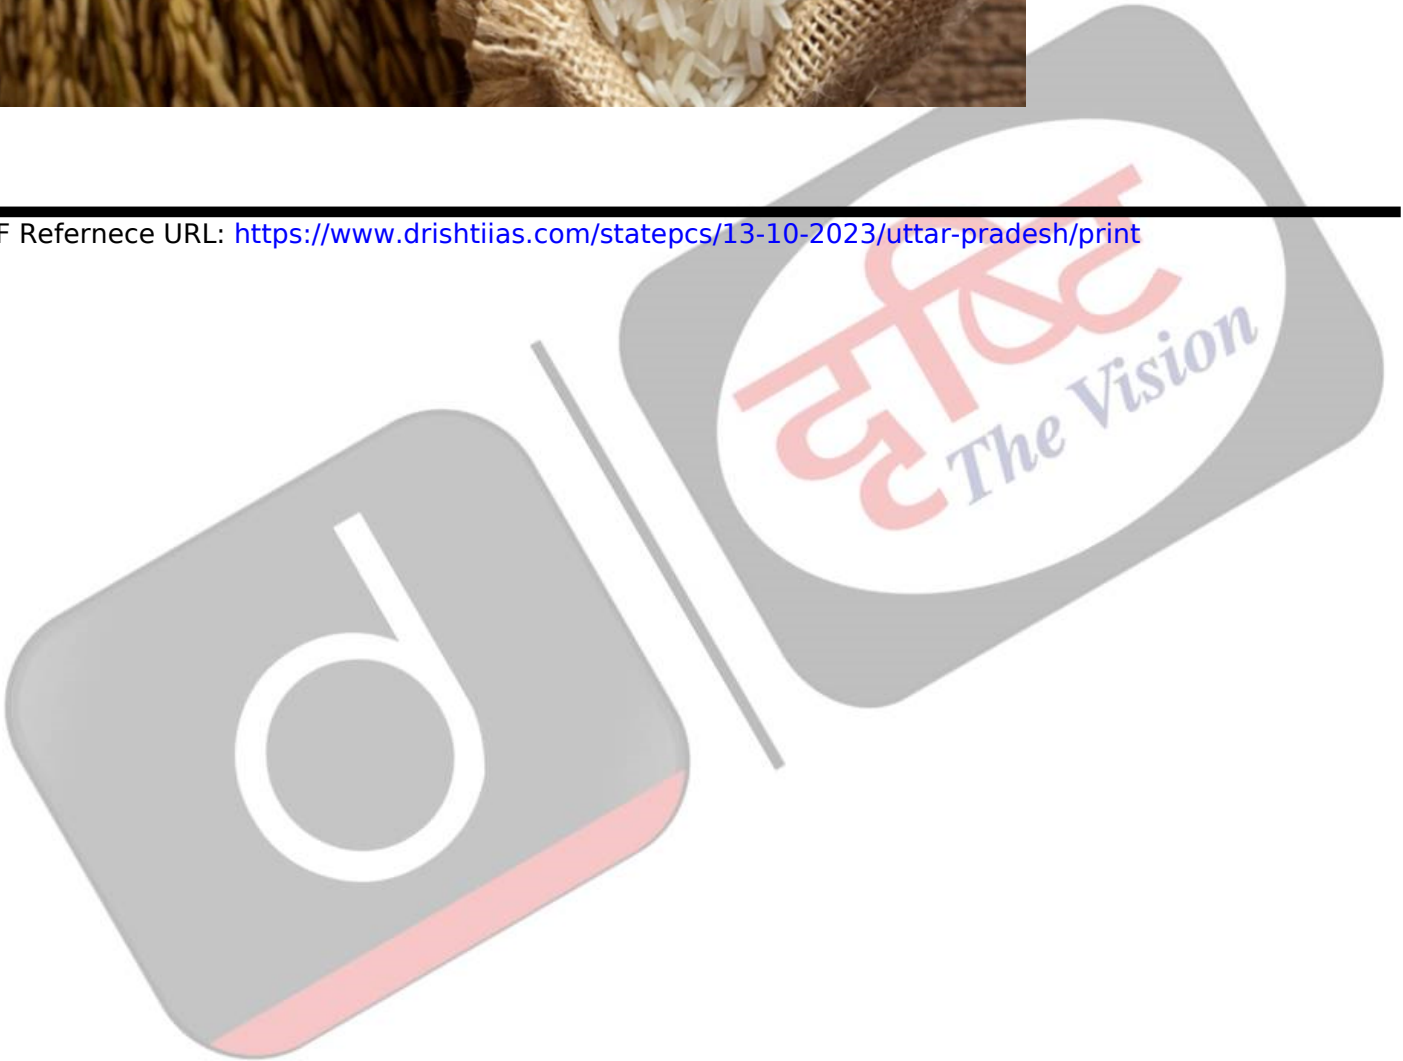 F Refernece URL: https://www.drishtiias.com/statepcs/13-10-2023/uttar-pradesh/print
दृष्टि
The Vision
d